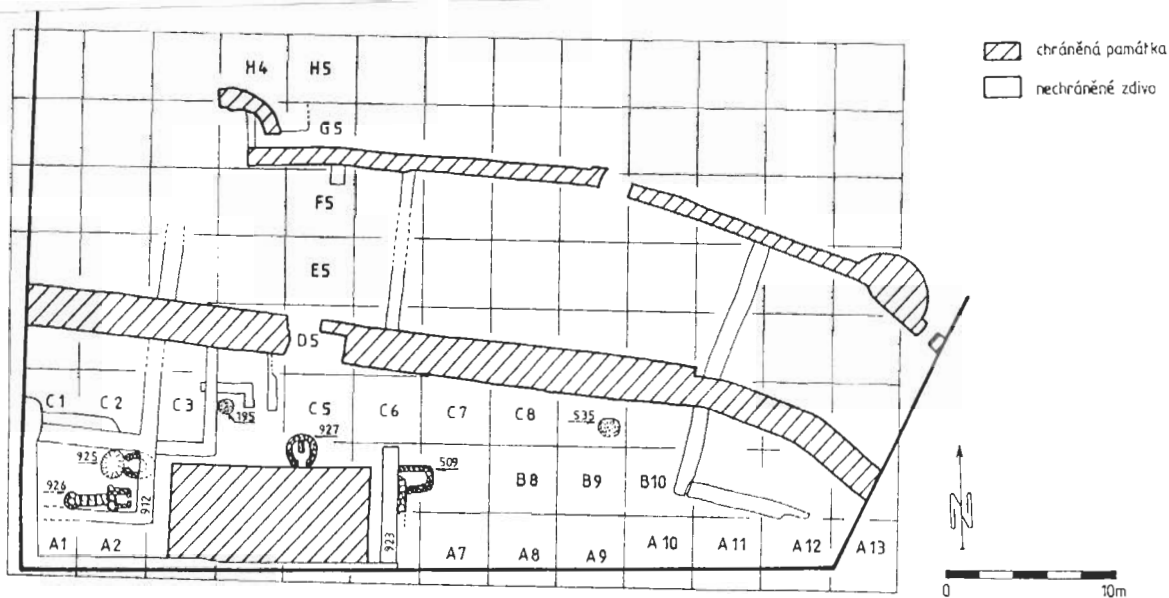 H4 H5
chráněná památka
nechráněné zdivo
G5
F5
E5
D5
C1 C2 C3 195 C5 C6 C7 C8 535
927
925
509
926
B8 B9 B10
912
923
A1 A2 A7 A8 A9 A10 A11 A12 A13
N
0 10m